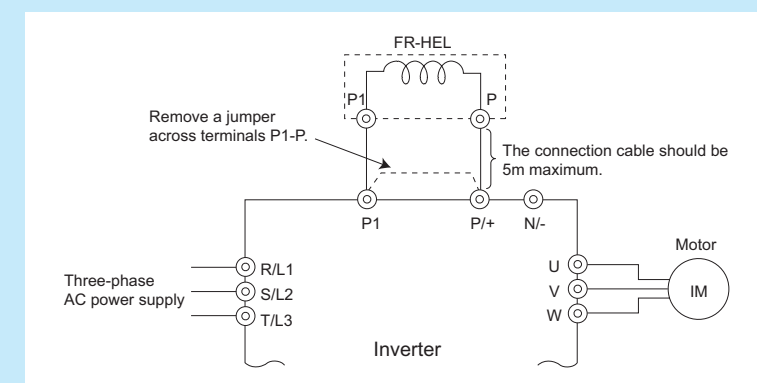 FR-HEL
P1
P
Remove a jumper
across terminals P1-P.
The connection cable should be
5m maximum.
P1
P/+
N/-
Motor
Three-phase
AC power supply
R/L1
S/L2
T/L3
U
V
W
IM
Inverter